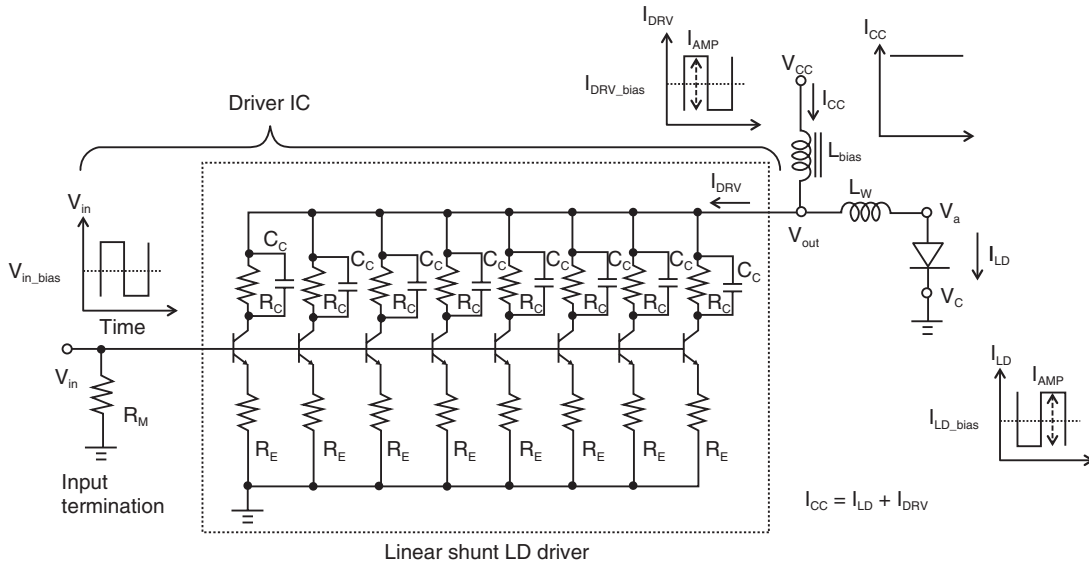 I_DRV
I_AMP
I_DRV_bias
V_CC
I_CC
I_CC
L_bias
Driver IC
I_DRV
L_W
V_out
V_a
I_LD
V_C
V_in
V_in_bias
Time
C_C C_C C_C C_C C_C C_C C_C C_C
R_C R_C R_C R_C R_C R_C R_C R_C
V_in
R_M
R_E R_E R_E R_E R_E R_E R_E R_E
Input
termination
I_LD
I_AMP
I_LD_bias
I_CC = I_LD + I_DRV
Linear shunt LD driver